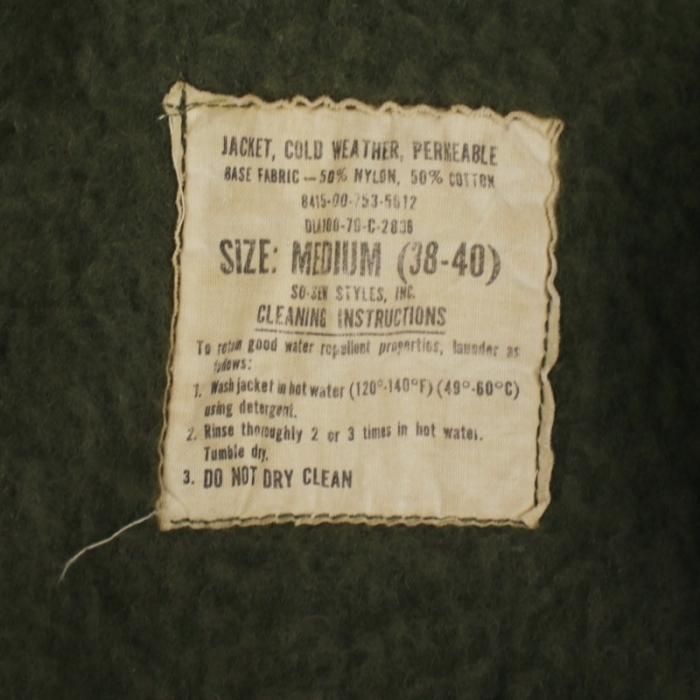 JACKET, COLD WEATHER, PERMEABLE
BASE FABRIC — 50% NYLON, 50% COTTON
8415-00-753-5612
DLA100-79-C-2836
SIZE: MEDIUM (38-40)
SO-SEW STYLES, INC.
CLEANING INSTRUCTIONS
To retain good water repellent properties, launder as
follows:
1. Wash jacket in hot water (120°-140°F) (49°-60°C)
using detergent.
2. Rinse thoroughly 2 or 3 times in hot water.
Tumble dry.
3. DO NOT DRY CLEAN